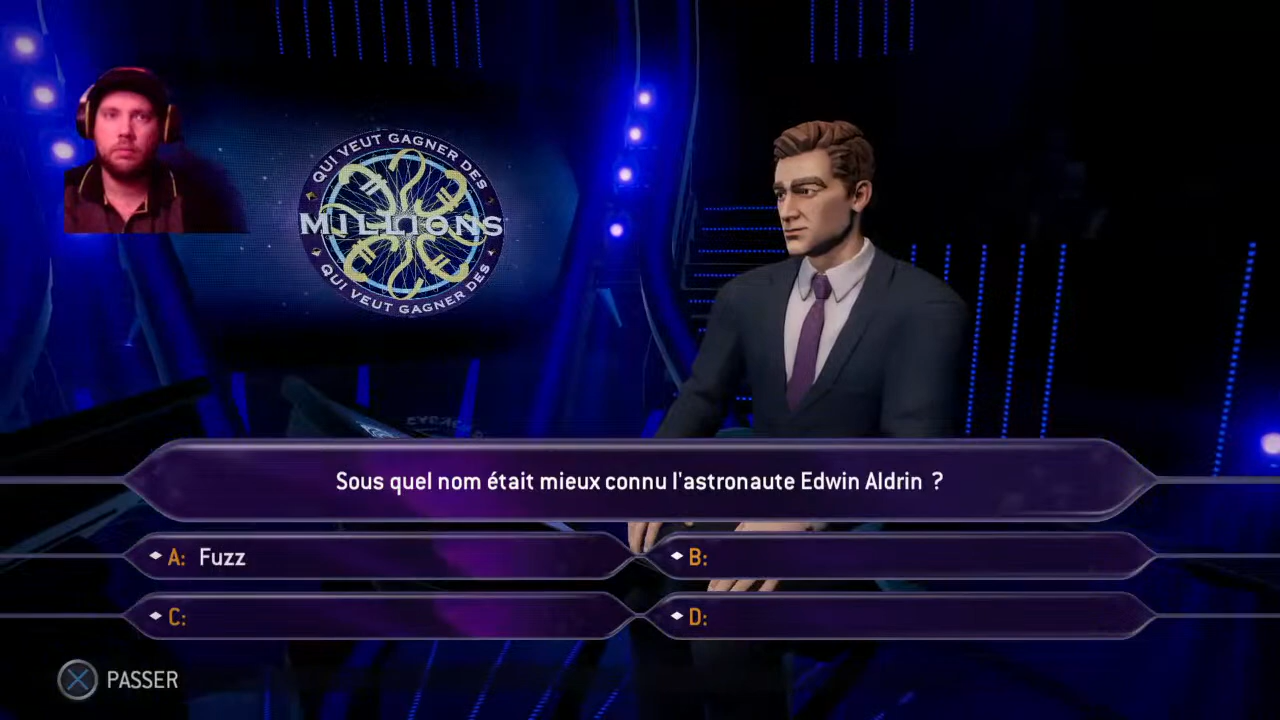 QUI VEUT GAGNER DES
MILLIONS
QUI VEUT GAGNER DES
Sous quel nom était mieux connu l'astronaute Edwin Aldrin ?
A: Fuzz
B:
C:
D:
PASSER